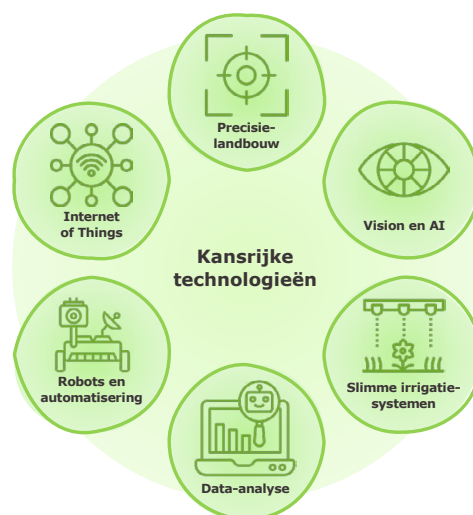 Precisie-
landbouw
Internet
of Things
Vision en AI
Kansrijke
technologieën
Robots en
automatisering
Slimme irrigatie-
systemen
Data-analyse